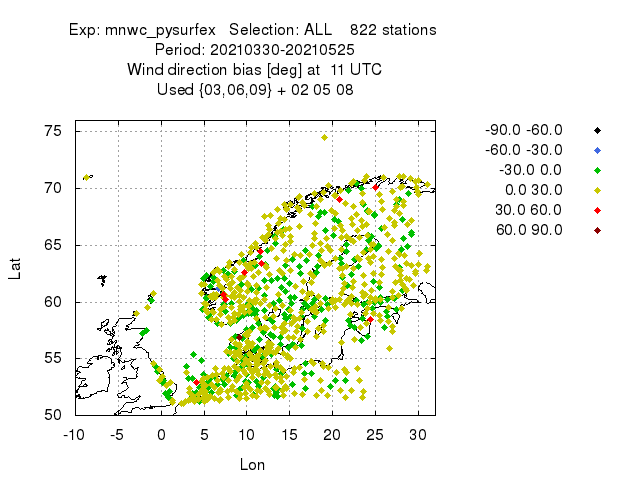 Exp: mnwc_pysurfex Selection: ALL 822 stations
Period: 20210330-20210525
Wind direction bias [deg] at 11 UTC
Used {03,06,09} + 02 05 08
75
70
65
60
55
50
Lat
-10 -5 0 5 10 15 20 25 30
Lon
-90.0 -60.0
-60.0 -30.0
-30.0 0.0
0.0 30.0
30.0 60.0
60.0 90.0